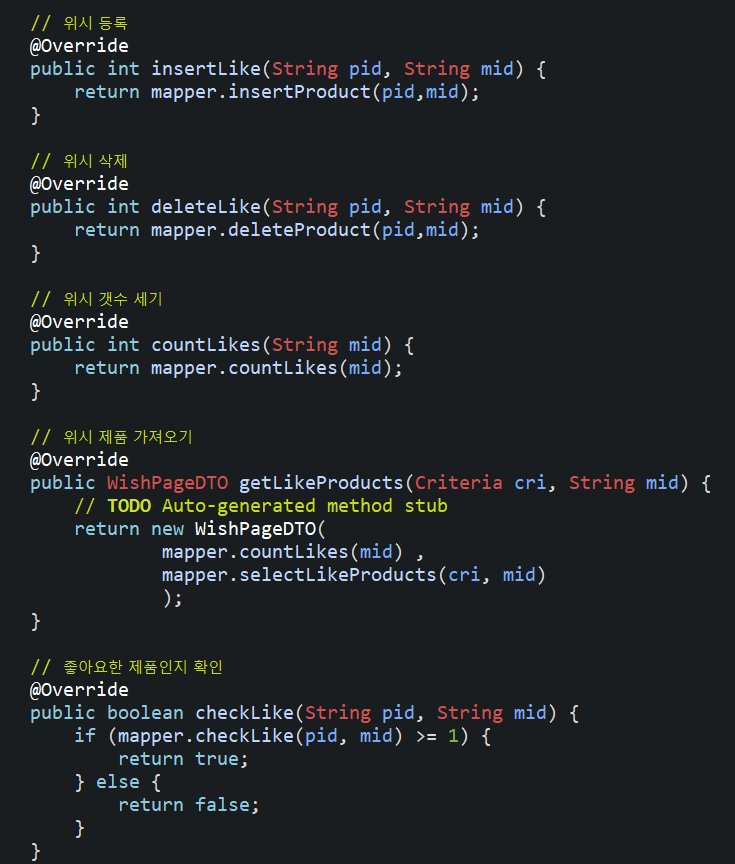 // 위시 등록
@Override
public int insertLike(String pid, String mid) {
    return mapper.insertProduct(pid,mid);
}

// 위시 삭제
@Override
public int deleteLike(String pid, String mid) {
    return mapper.deleteProduct(pid,mid);
}

// 위시 갯수 세기
@Override
public int countLikes(String mid) {
    return mapper.countLikes(mid);
}

// 위시 제품 가져오기
@Override
public WishPageDTO getLikeProducts(Criteria cri, String mid) {
    // TODO Auto-generated method stub
    return new WishPageDTO(
            mapper.countLikes(mid) ,
            mapper.selectLikeProducts(cri, mid)
            );
}

// 좋아요한 제품인지 확인
@Override
public boolean checkLike(String pid, String mid) {
    if (mapper.checkLike(pid, mid) >= 1) {
        return true;
    } else {
        return false;
    }
}